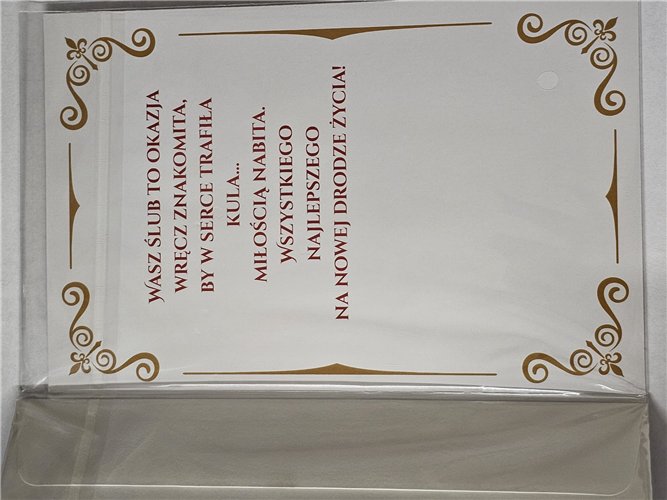 Wasz ślub to okazja
wręcz znakomita,
by w serce trafiła
kula...
miłością nabita.
Wszystkiego
najlepszego
na nowej drodze życia!